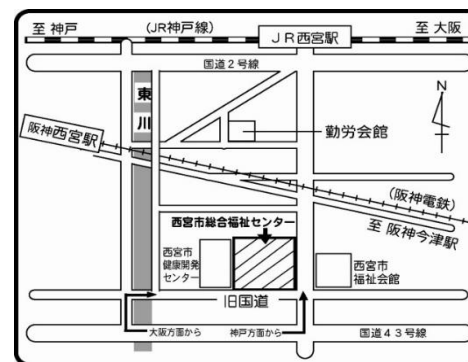 至 神戸
(JR神戸線)
JR西宮駅
至 大阪
国道2号線
東川
N
勤労会館
阪神西宮駅
(阪神電鉄)
至 阪神今津駅
西宮市総合福祉センター
西宮市
健康開発
センター
西宮市
福祉会館
旧国道
大阪方面から
神戸方面から
国道43号線